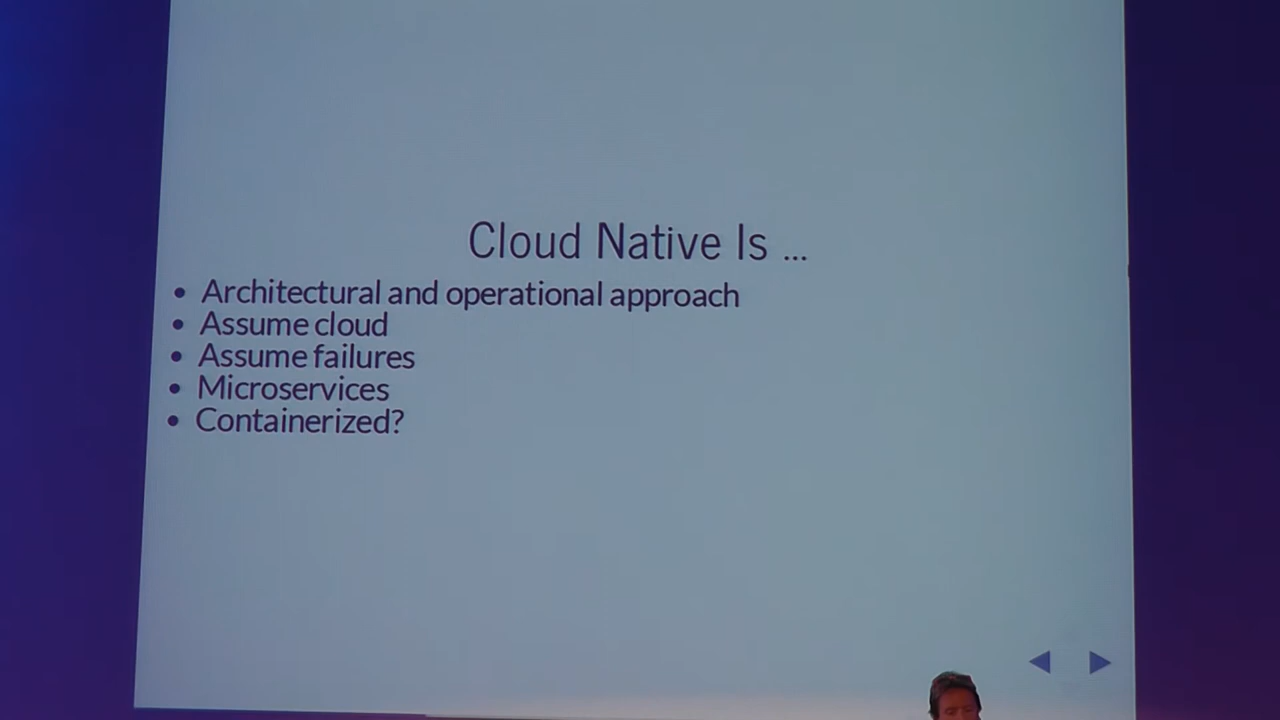 Cloud Native Is ...
• Architectural and operational approach
• Assume cloud
• Assume failures
• Microservices
• Containerized?